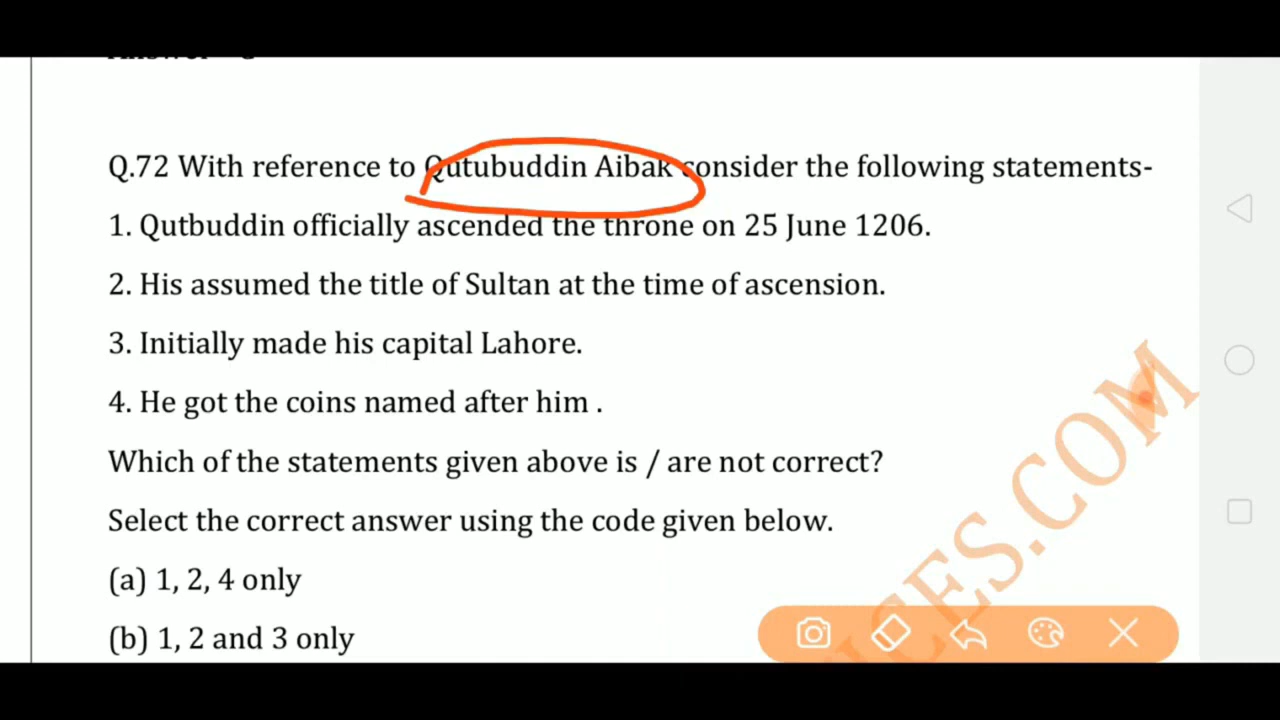 Q.72 With reference to Qutubuddin Aibak consider the following statements-
1. Qutbuddin officially ascended the throne on 25 June 1206.
2. His assumed the title of Sultan at the time of ascension.
3. Initially made his capital Lahore.
4. He got the coins named after him .
Which of the statements given above is / are not correct?
Select the correct answer using the code given below.
(a) 1, 2, 4 only
(b) 1, 2 and 3 only
ICES.COM